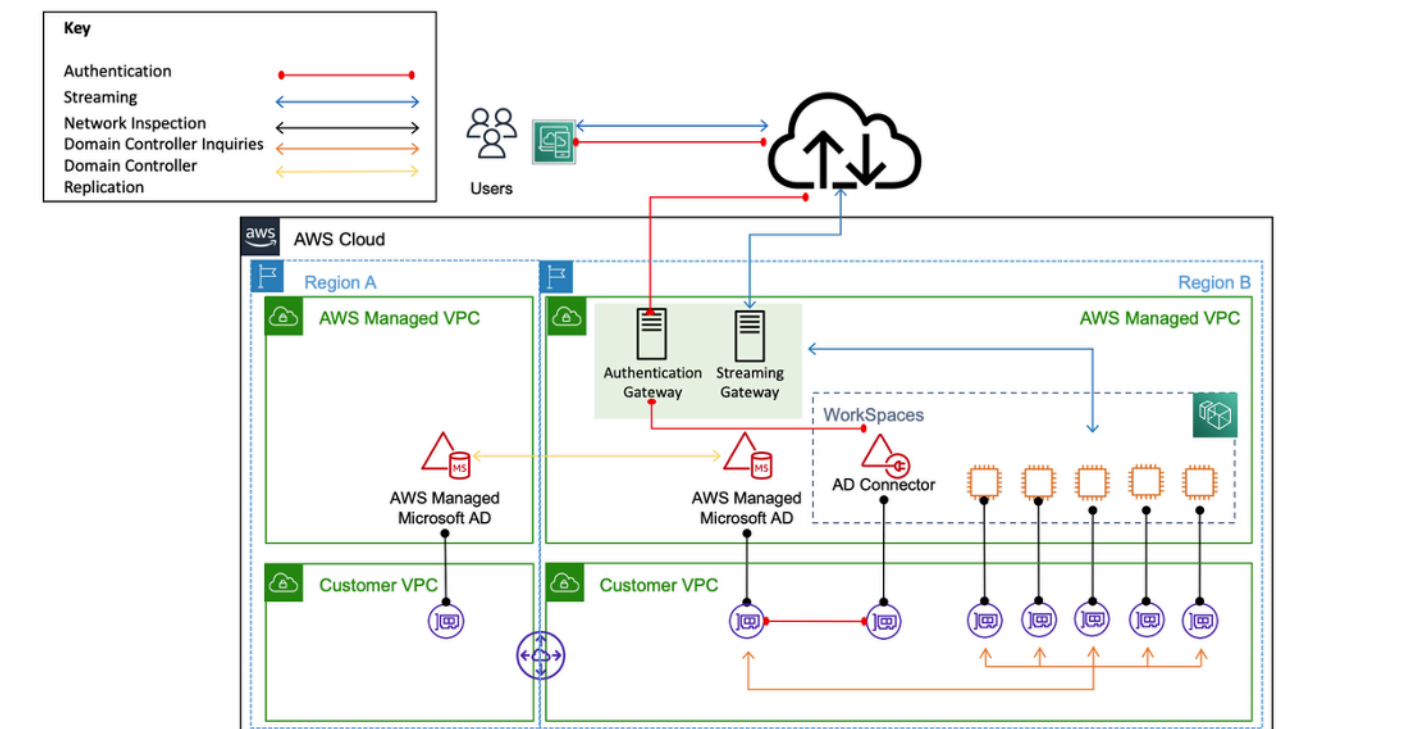 Key
Authentication
Streaming
Network Inspection
Domain Controller Inquiries
Domain Controller
Replication
Users
aws
AWS Cloud
Region A
Region B
AWS Managed VPC
AWS Managed VPC
Authentication
Gateway
Streaming
Gateway
WorkSpaces
MS
AWS Managed
Microsoft AD
MS
AWS Managed
Microsoft AD
AD Connector
Customer VPC
Customer VPC